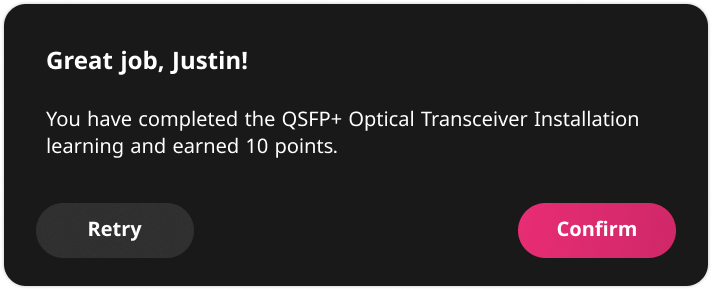 Great job, Justin!
You have completed the QSFP+ Optical Transceiver Installation
learning and earned 10 points.
Retry
Confirm